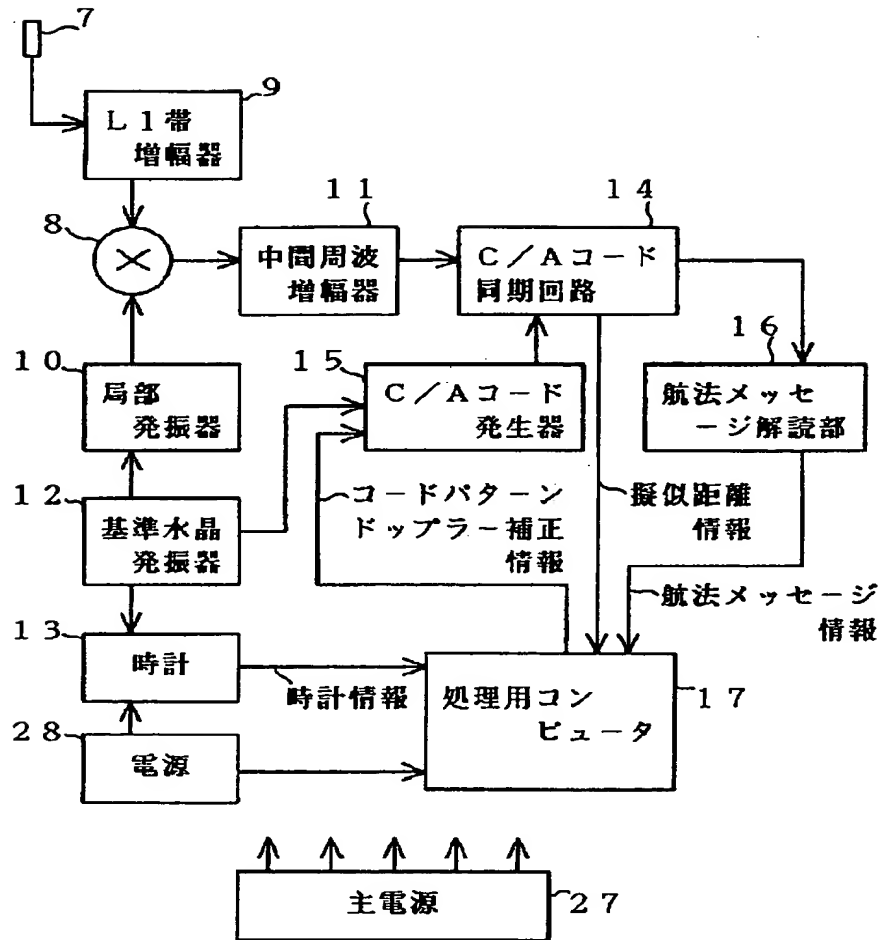 7
9
L1帯
増幅器
8
11
中間周波
増幅器
14
C/Aコード
同期回路
10
局部
発振器
15
C/Aコード
発生器
16
航法メッセ
ージ解読部
12
基準水晶
発振器
コードパターン
ドップラー補正
情報
擬似距離
情報
航法メッセージ
情報
13
時計
時計情報
処理用コン
ピュータ
17
28
電源
主電源
27